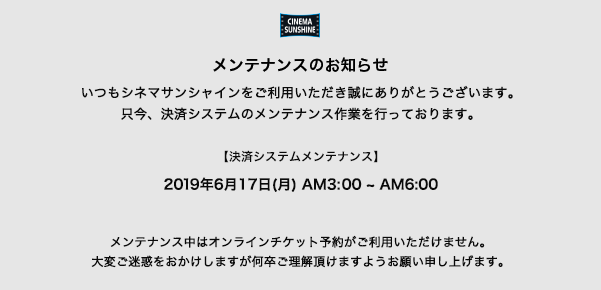 CINEMA
SUNSHINE
メンテナンスのお知らせ
いつもシネマサンシャインをご利用いただき誠にありがとうございます。
只今、決済システムのメンテナンス作業を行っております。
【決済システムメンテナンス】
2019年6月17日(月) AM3:00 ~ AM6:00
メンテナンス中はオンラインチケット予約がご利用いただけません。
大変ご迷惑をおかけしますが何卒ご理解頂けますようお願い申し上げます。